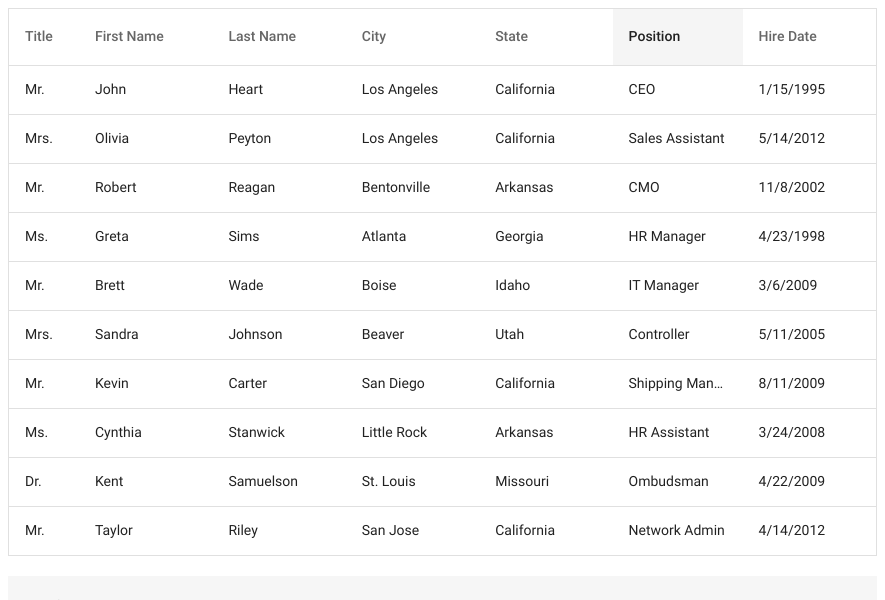 Title First Name Last Name City State Position Hire Date
Mr. John Heart Los Angeles California CEO 1/15/1995
Mrs. Olivia Peyton Los Angeles California Sales Assistant 5/14/2012
Mr. Robert Reagan Bentonville Arkansas CMO 11/8/2002
Ms. Greta Sims Atlanta Georgia HR Manager 4/23/1998
Mr. Brett Wade Boise Idaho IT Manager 3/6/2009
Mrs. Sandra Johnson Beaver Utah Controller 5/11/2005
Mr. Kevin Carter San Diego California Shipping Man… 8/11/2009
Ms. Cynthia Stanwick Little Rock Arkansas HR Assistant 3/24/2008
Dr. Kent Samuelson St. Louis Missouri Ombudsman 4/22/2009
Mr. Taylor Riley San Jose California Network Admin 4/14/2012